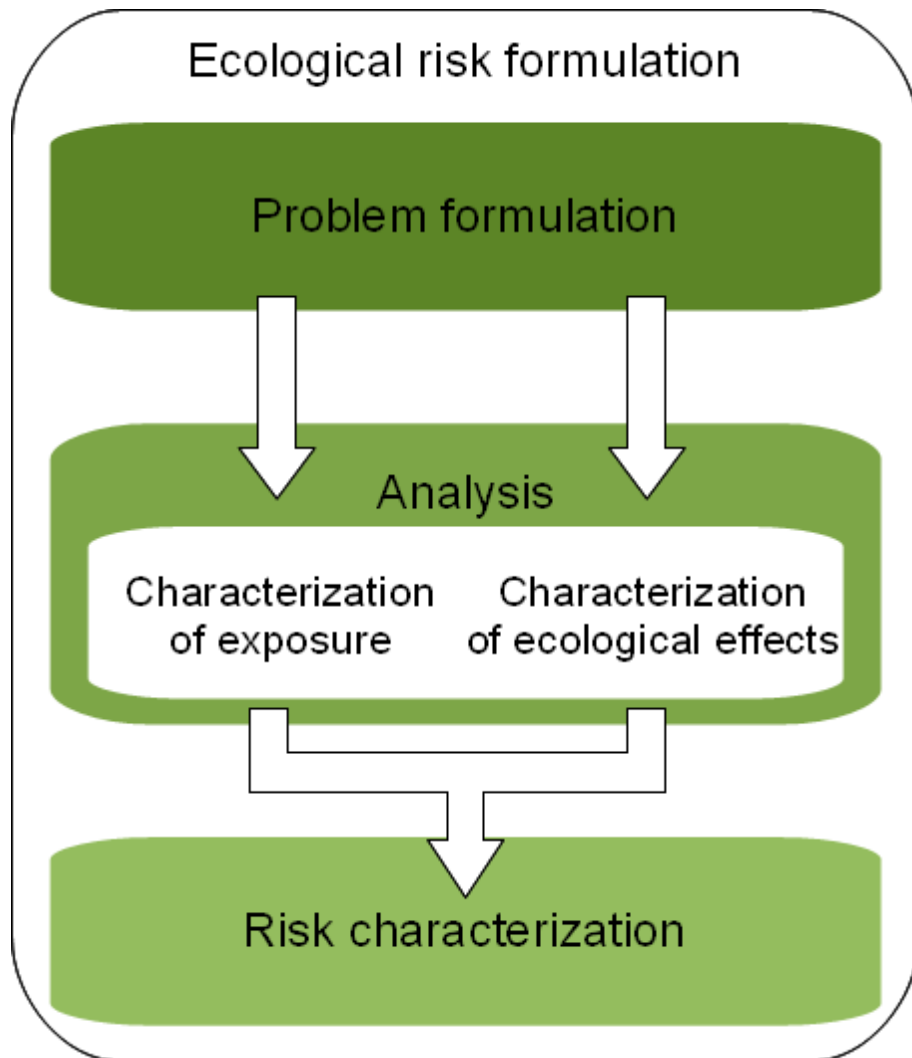 Ecological risk formulation
Problem formulation
Analysis
Characterization
of exposure
Characterization
of ecological effects
Risk characterization